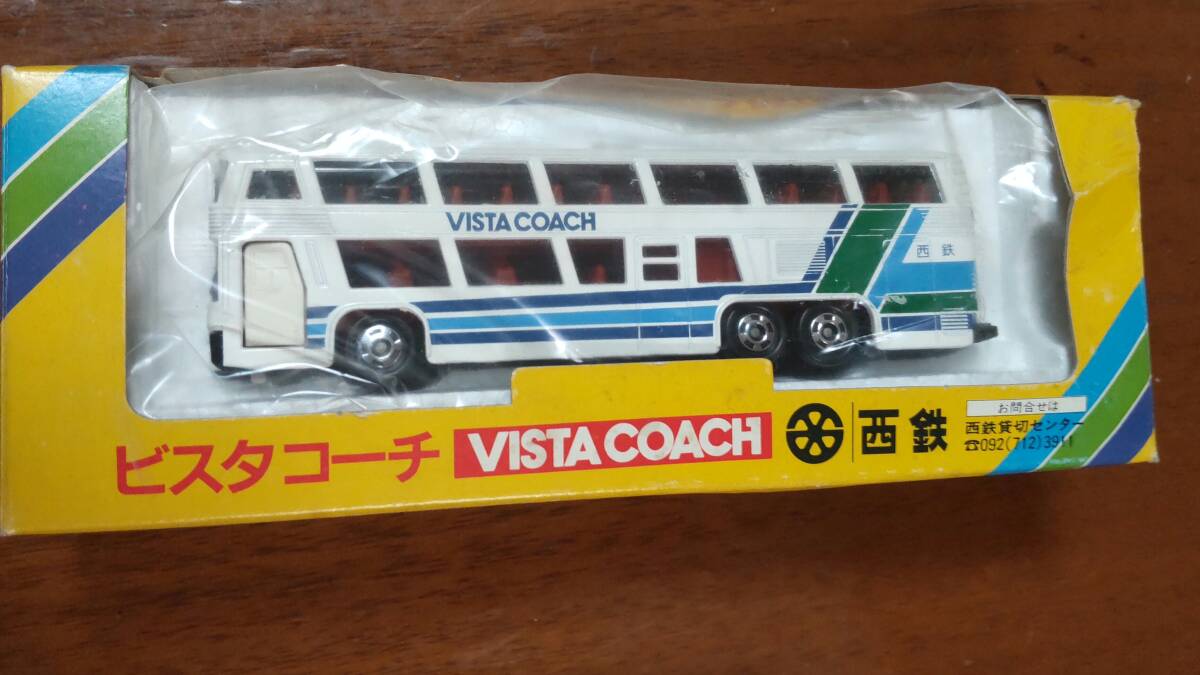 VISTA COACH
西鉄
ビスタコーチ VISTA COACH 西鉄
お問合せは
西鉄貸切センター
☎092(712)3911